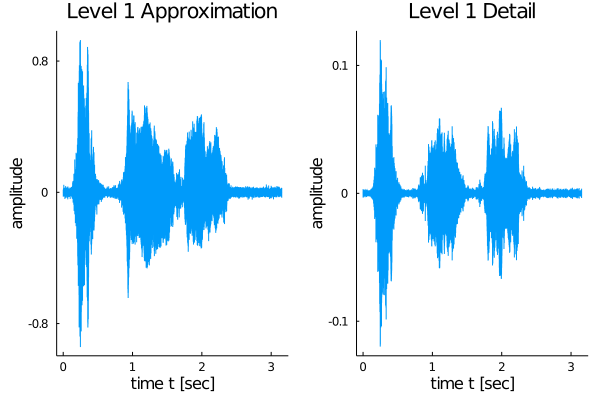 Level 1 Approximation
0.8
0
-0.8
amplitude
0
1
2
3
time t [sec]
Level 1 Detail
0.1
0
-0.1
amplitude
0
1
2
3
time t [sec]